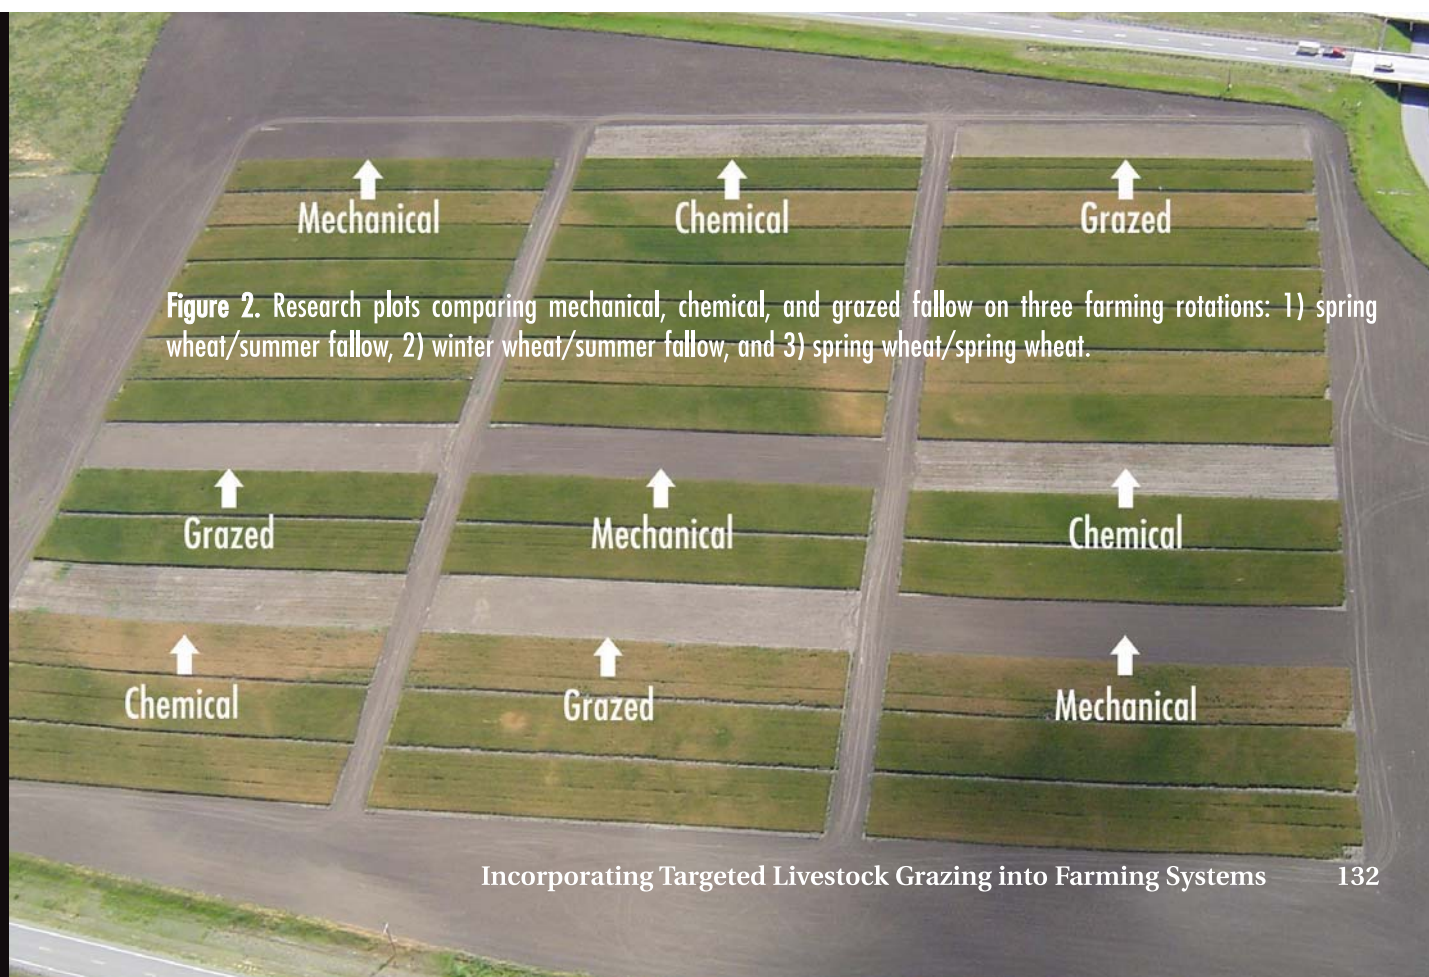 Mechanical
Chemical
Grazed
Figure 2. Research plots comparing mechanical, chemical, and grazed fallow on three farming rotations: 1) spring
wheat/summer fallow, 2) winter wheat/summer fallow, and 3) spring wheat/spring wheat.
Grazed
Mechanical
Chemical
Chemical
Grazed
Mechanical
Incorporating Targeted Livestock Grazing into Farming Systems 132